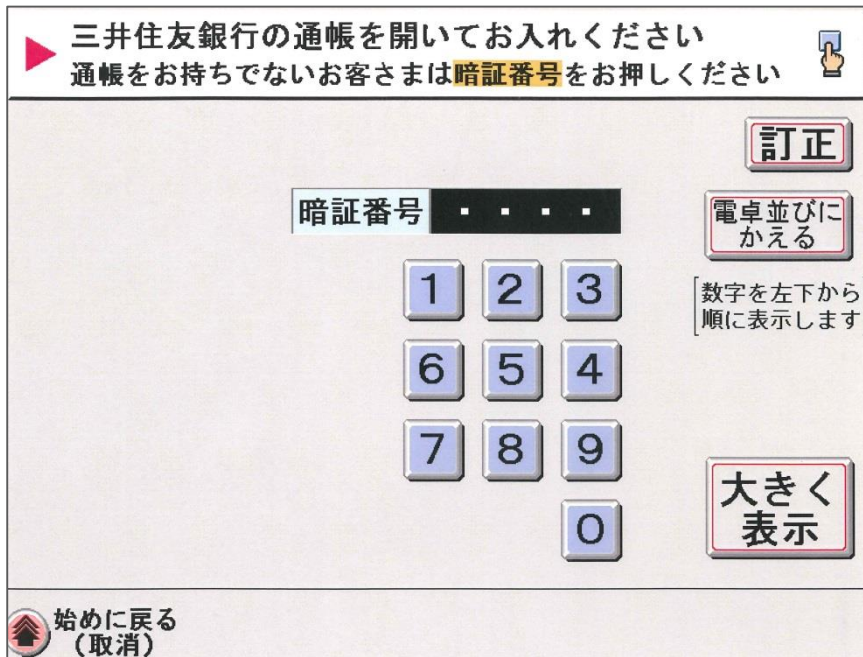 三井住友銀行の通帳を開いてお入れください
通帳をお持ちでないお客さまは暗証番号をお押しください
訂正
暗証番号
電卓並びに
かえる
数字を左下から
順に表示します
1 2 3
6 5 4
7 8 9
0
大きく
表示
始めに戻る
(取消)